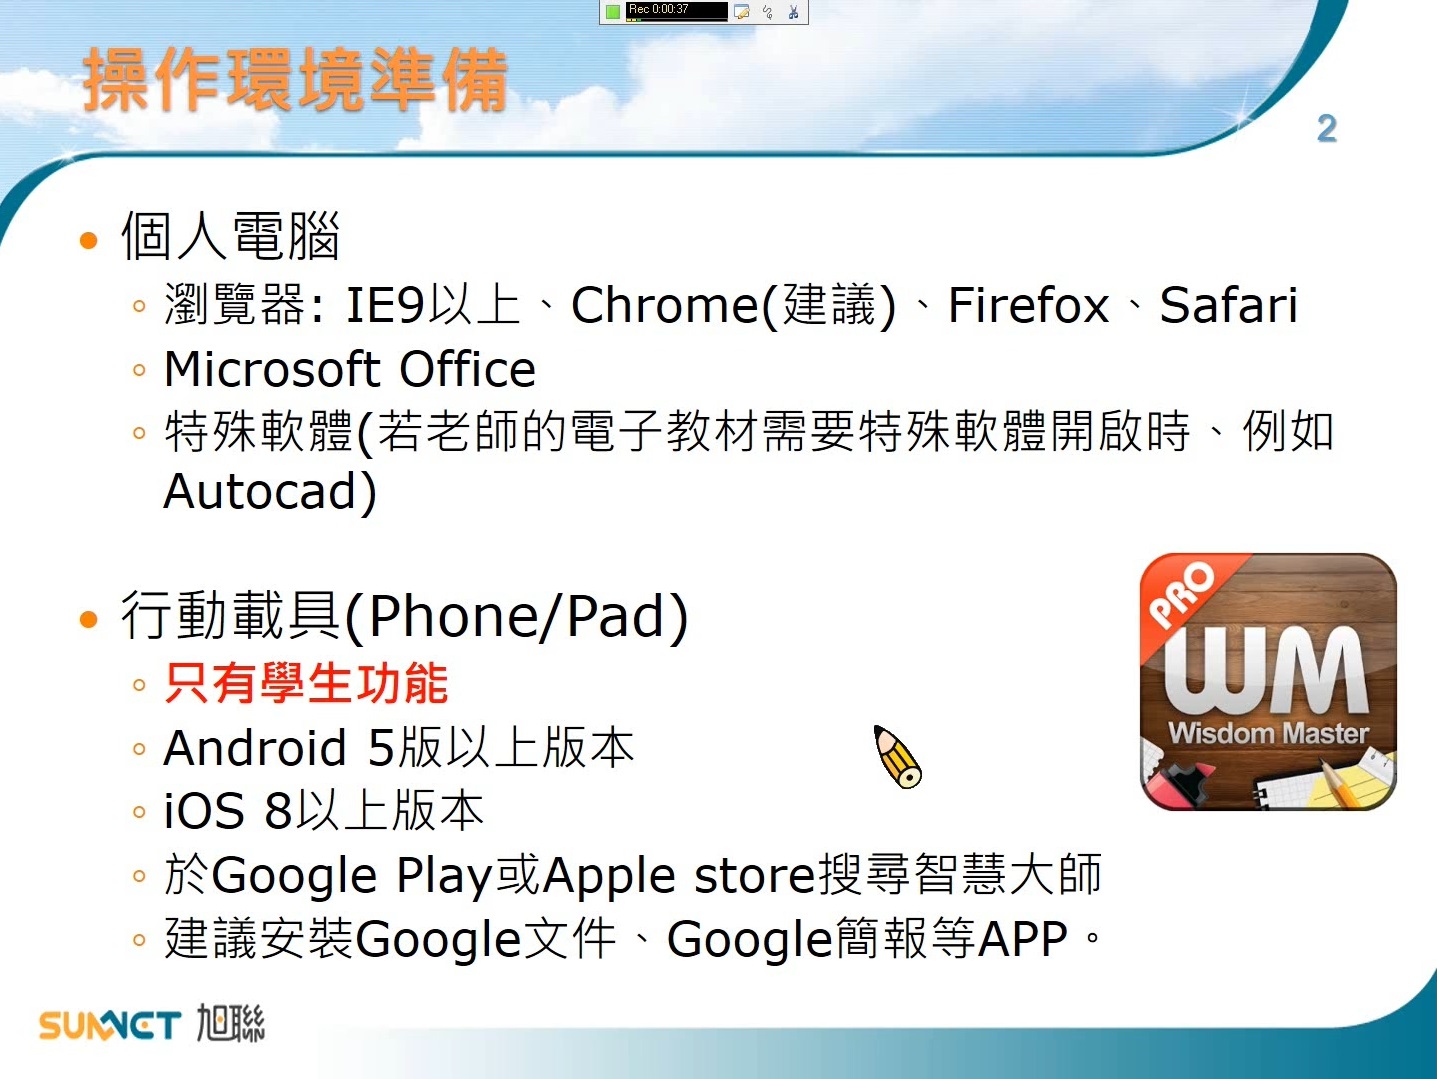 Rec 0:00:37
操作環境準備
2
個人電腦
瀏覽器: IE9以上、Chrome(建議)、Firefox、Safari
Microsoft Office
特殊軟體(若老師的電子教材需要特殊軟體開啟時、例如
Autocad)
行動載具(Phone/Pad)
只有學生功能
Android 5版以上版本
iOS 8以上版本
於Google Play或Apple store搜尋智慧大師
建議安裝Google文件、Google簡報等APP。
PRO
WM
Wisdom Master
SUNNET 旭聯